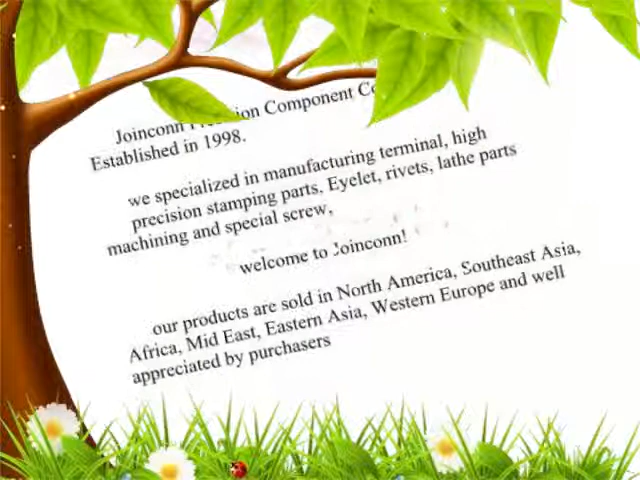 Joinconn Component
Established in 1998.
we specialized in manufacturing terminal, high
precision stamping parts. Eyelet, rivets, lathe parts
machining and special screw,
welcome to Joinconn!
our products are sold in North America, Southeast Asia,
Africa, Mid East, Eastern Asia, Western Europe and well
appreciated by purchasers